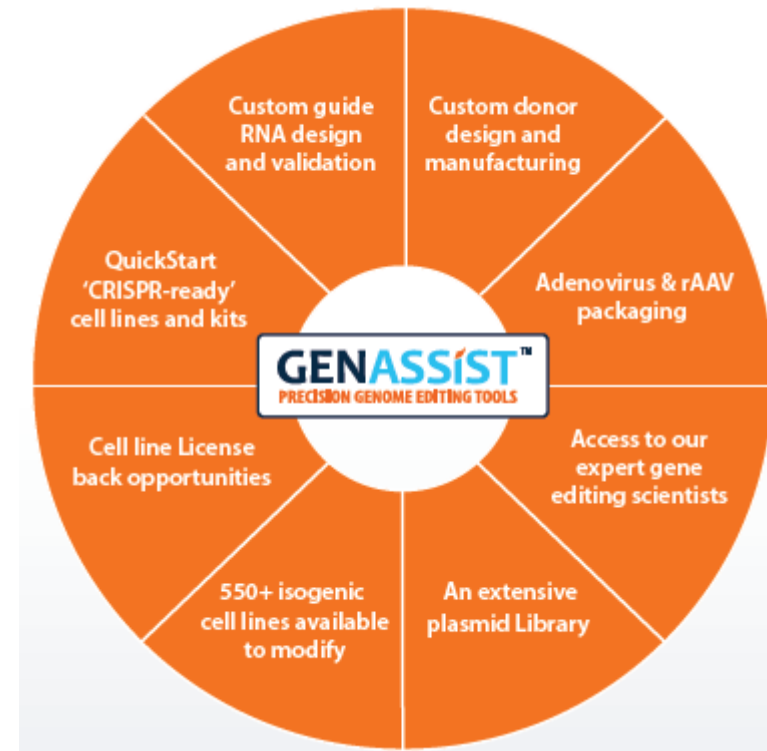 Custom guide
RNA design
and validation
Custom donor
design and
manufacturing
Adenovirus & rAAV
packaging
Access to our
expert gene
editing scientists
An extensive
plasmid Library
550+ isogenic
cell lines available
to modify
Cell line License
back opportunities
QuickStart
‘CRISPR-ready’
cell lines and kits
GENASSiST™
PRECISION GENOME EDITING TOOLS